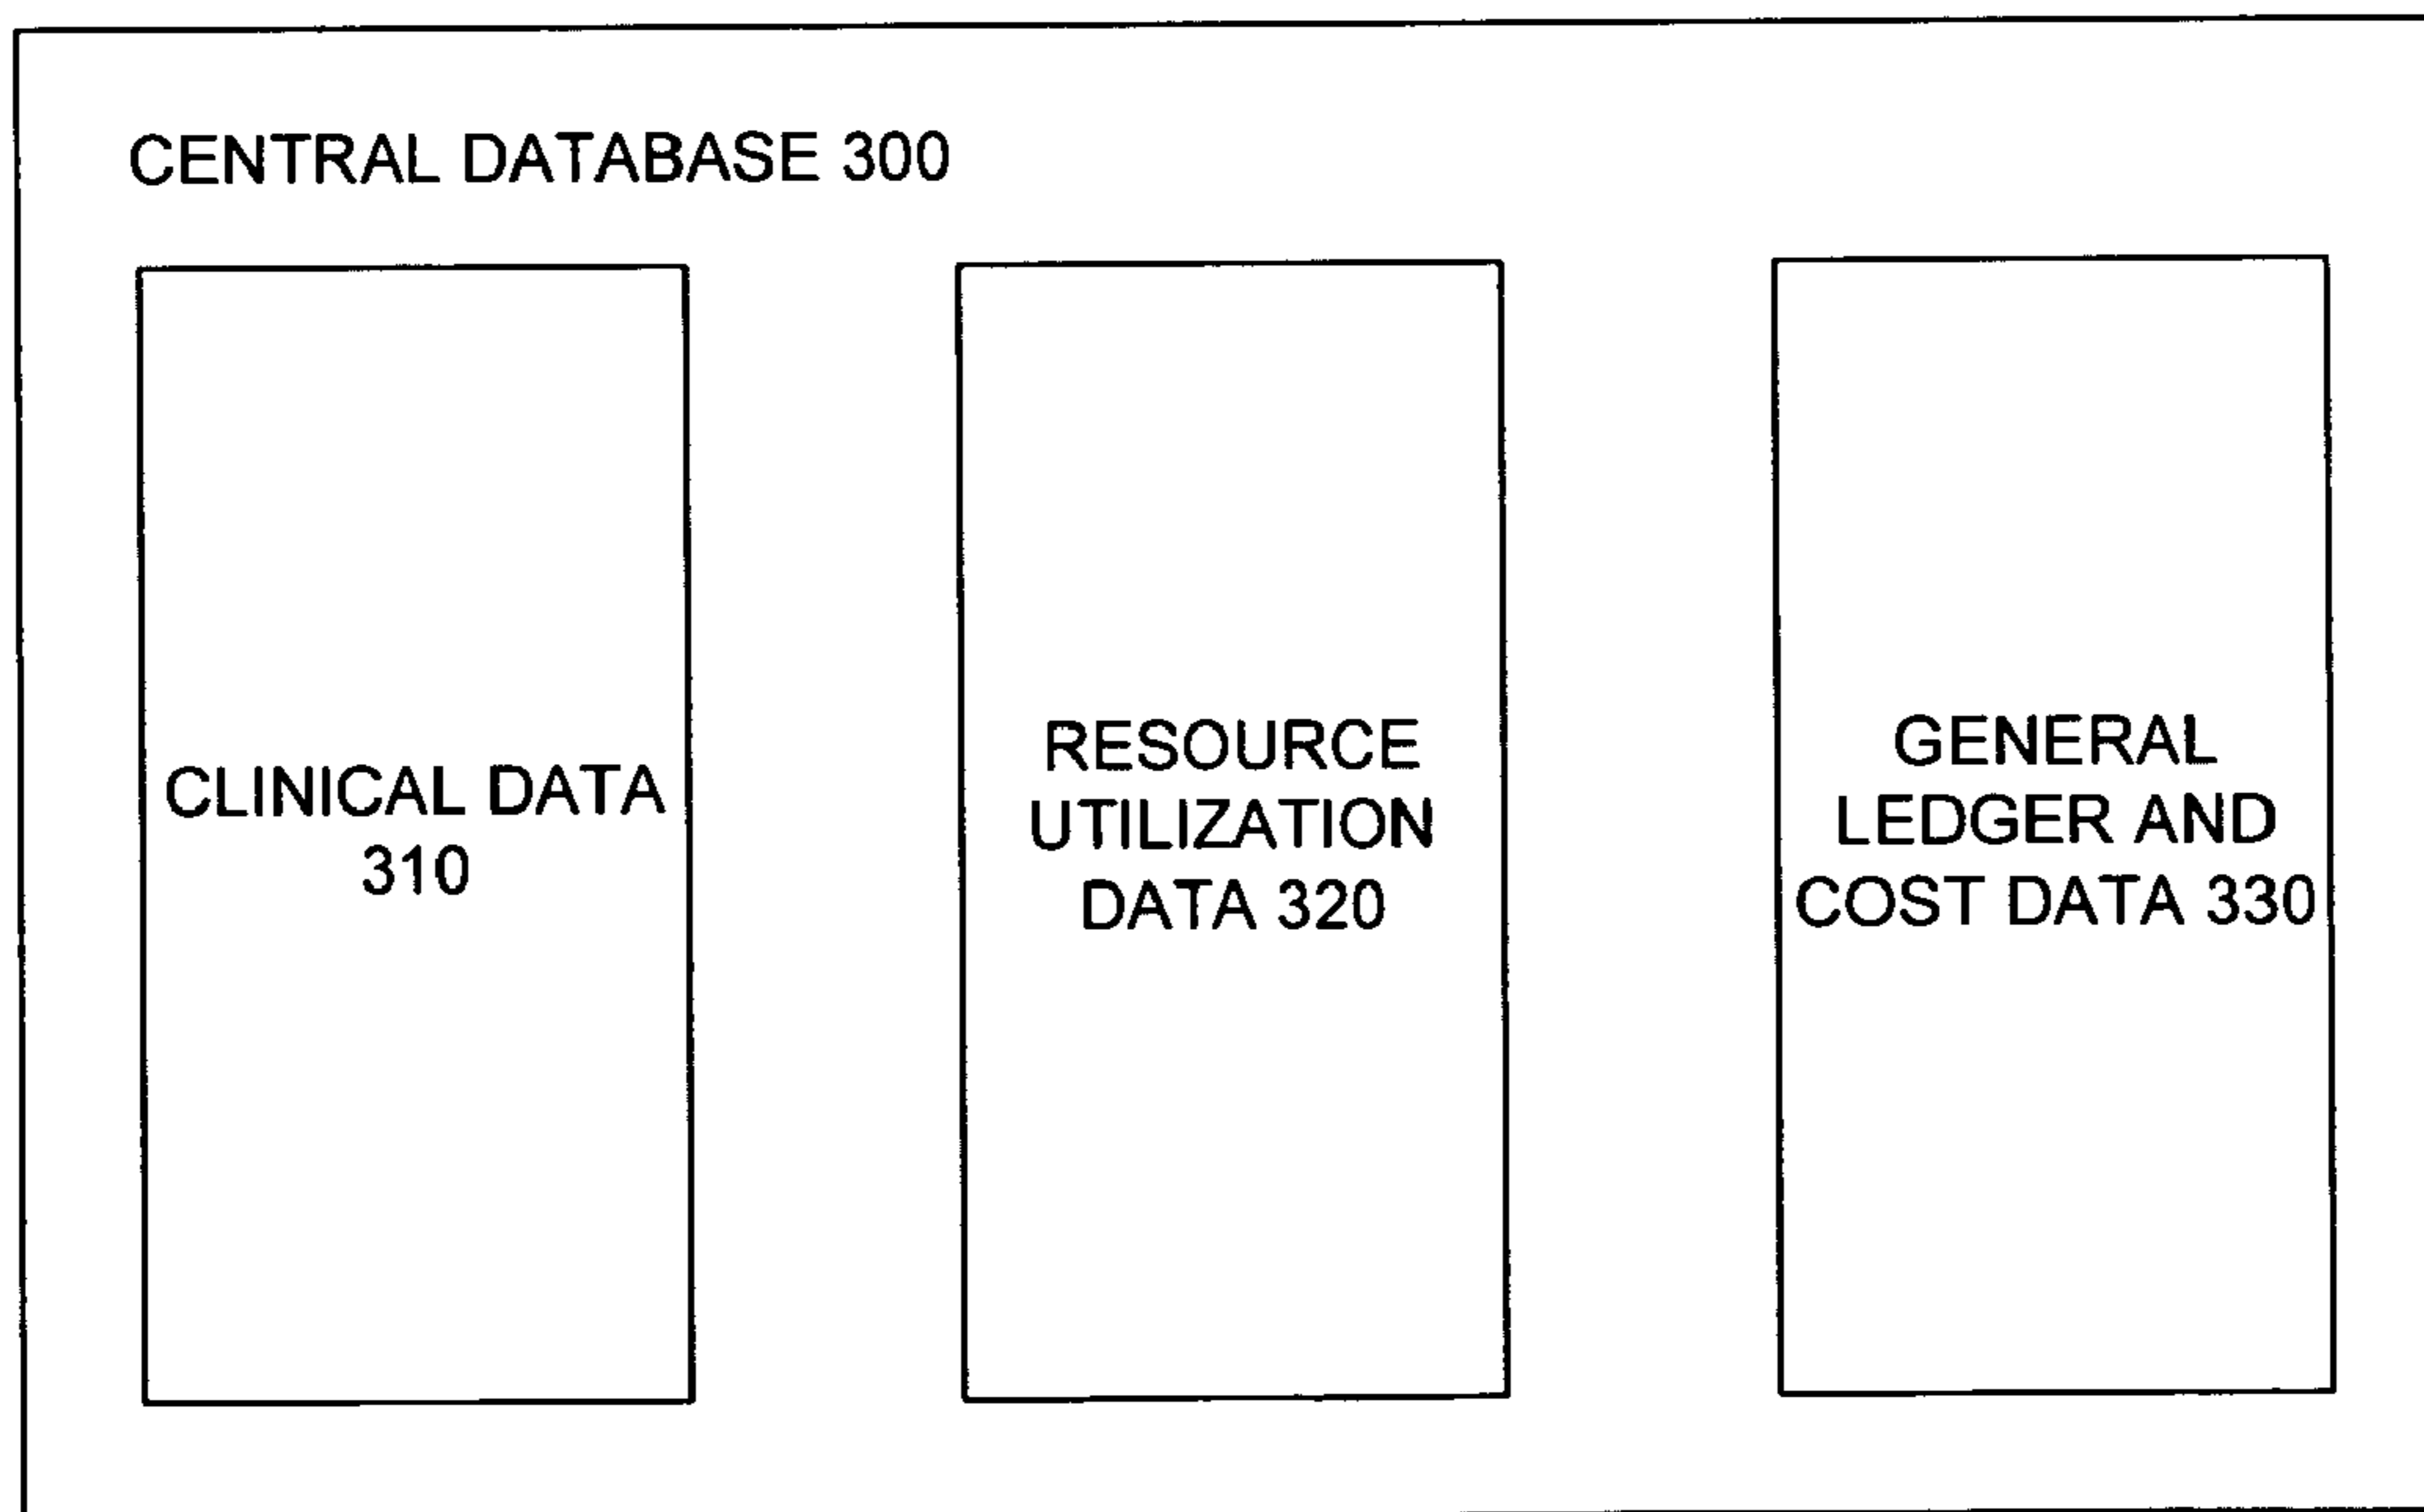 CENTRAL DATABASE 300
CLINICAL DATA
310
RESOURCE
UTILIZATION
DATA 320
GENERAL
LEDGER AND
COST DATA 330